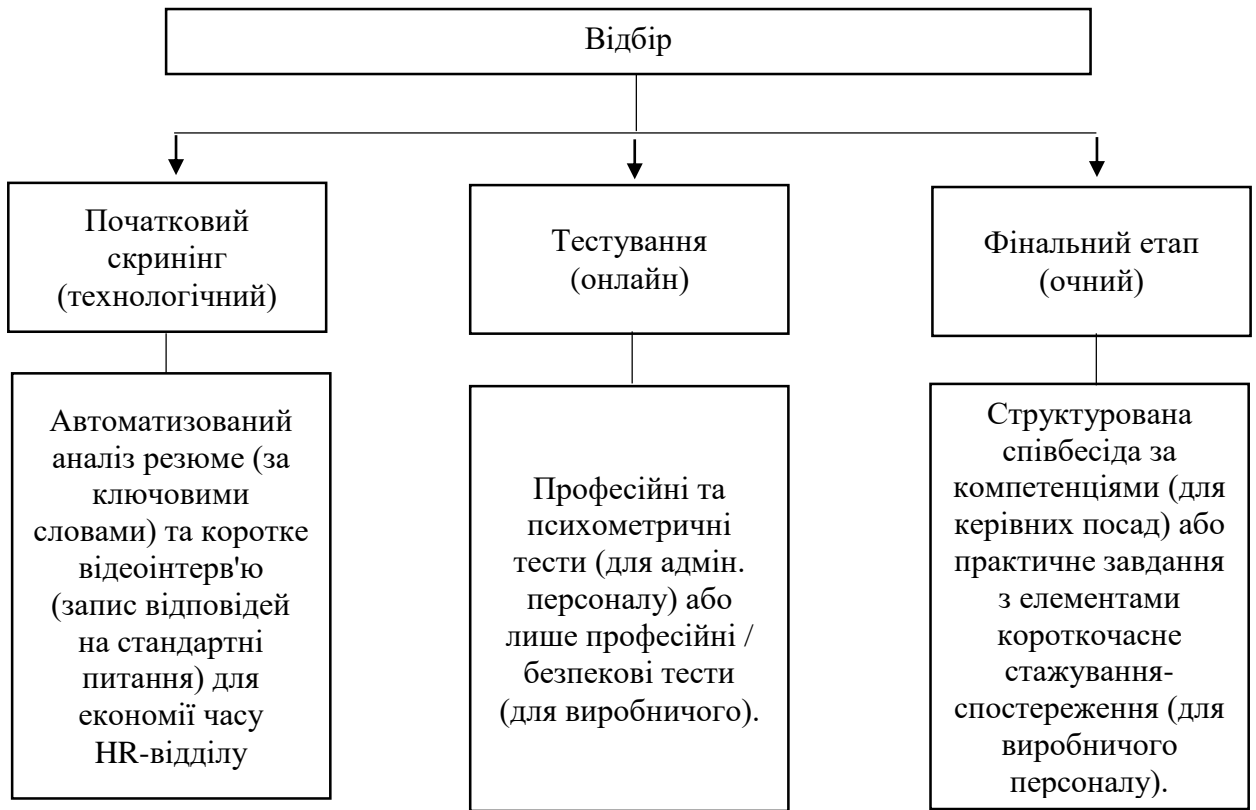 Відбір
Початковий
скринінг
(технологічний)
Тестування
(онлайн)
Фінальний етап
(очний)
Автоматизований
аналіз резюме (за
ключовими
словами) та коротке
відеоінтерв'ю
(запис відповідей
на стандартні
питання) для
економії часу
HR-відділу
Професійні та
психометричні
тести (для адмін.
персоналу) або
лише професійні /
безпекові тести
(для виробничого).
Структурована
співбесіда за
компетенціями (для
керівних посад) або
практичне завдання
з елементами
короткочасне
стажування-
спостереження (для
виробничого
персоналу).